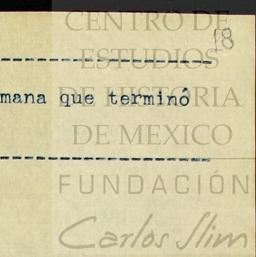 CENTRO DE
18
ESTUDIOS
mana que terminó
DE HISTORIA
DE MEXICO
FUNDACIÓN
Carlos Slim